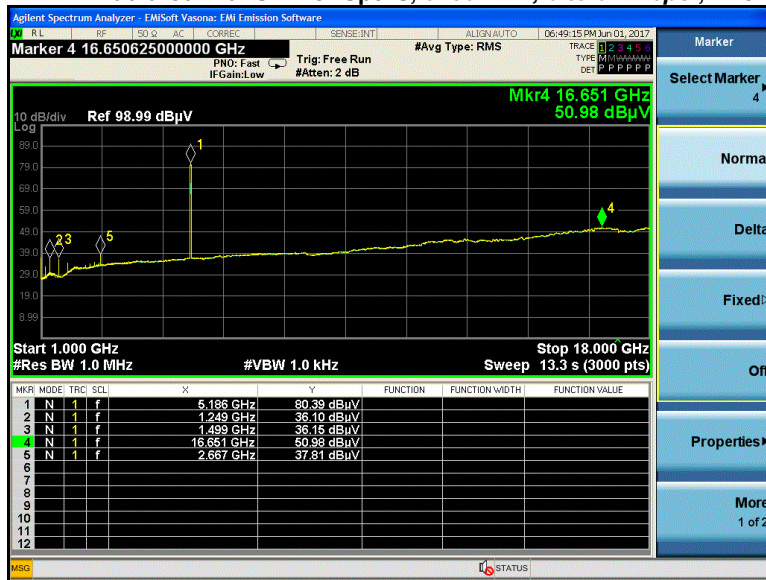 Agilent Spectrum Analyzer - EMiSoft Vasona: EMi Emission Software
LXI RL RF 50 Ω AC CORREC SENSE:INT ALIGN AUTO 06:49:15 PM Jun 01, 2017
Marker 4 16.650625000000 GHz
#Avg Type: RMS
TRACE 1 2 3 4 5 6
PNO: Fast
Trig: Free Run
TYPE M
IFGain:Low
#Atten: 2 dB
DET P P P P P P
Mkr4 16.651 GHz
50.98 dBµV
10 dB/div Ref 98.99 dBµV
Log
89.0
79.0
69.0
59.0
49.0
39.0
29.0
19.0
8.99
1
2 3
5
4
Start 1.000 GHz
Stop 18.000 GHz
#Res BW 1.0 MHz
#VBW 1.0 kHz
Sweep 13.3 s (3000 pts)
MKR MODE TRC SCL X Y FUNCTION FUNCTION WIDTH FUNCTION VALUE
1 N 1 f 5.186 GHz 80.39 dBµV
2 N 1 f 1.249 GHz 36.10 dBµV
3 N 1 f 1.499 GHz 36.15 dBµV
4 N 1 f 16.651 GHz 50.98 dBµV
5 N 1 f 2.667 GHz 37.81 dBµV
6
7
8
9
10
11
12
MSG
STATUS
Marker
Select Marker
4
Norma
Delta
Fixed
Off
Properties
More
1 of 2